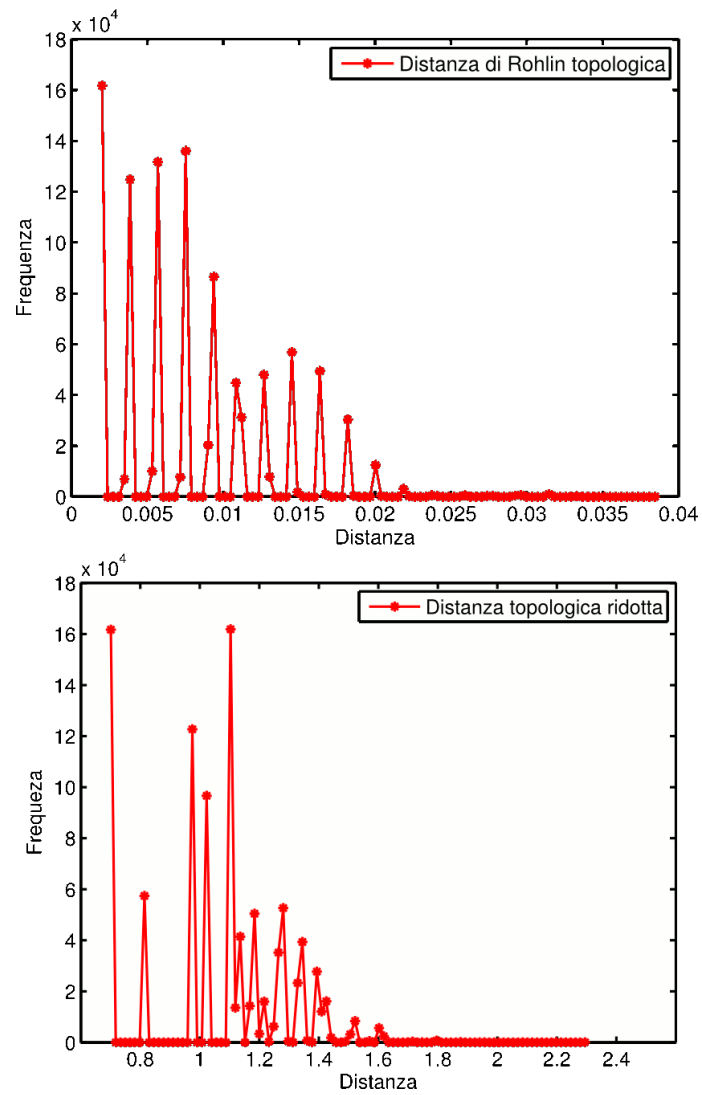 x 10^4
18
Distanza di Rohlin topologica
16
14
12
10
8
6
4
2
0
Frequenza
0 0.005 0.01 0.015 0.02 0.025 0.03 0.035 0.04
Distanza
x 10^4
18
Distanza topologica ridotta
16
14
12
10
8
6
4
2
0
Frequeza
0.8 1 1.2 1.4 1.6 1.8 2 2.2 2.4
Distanza